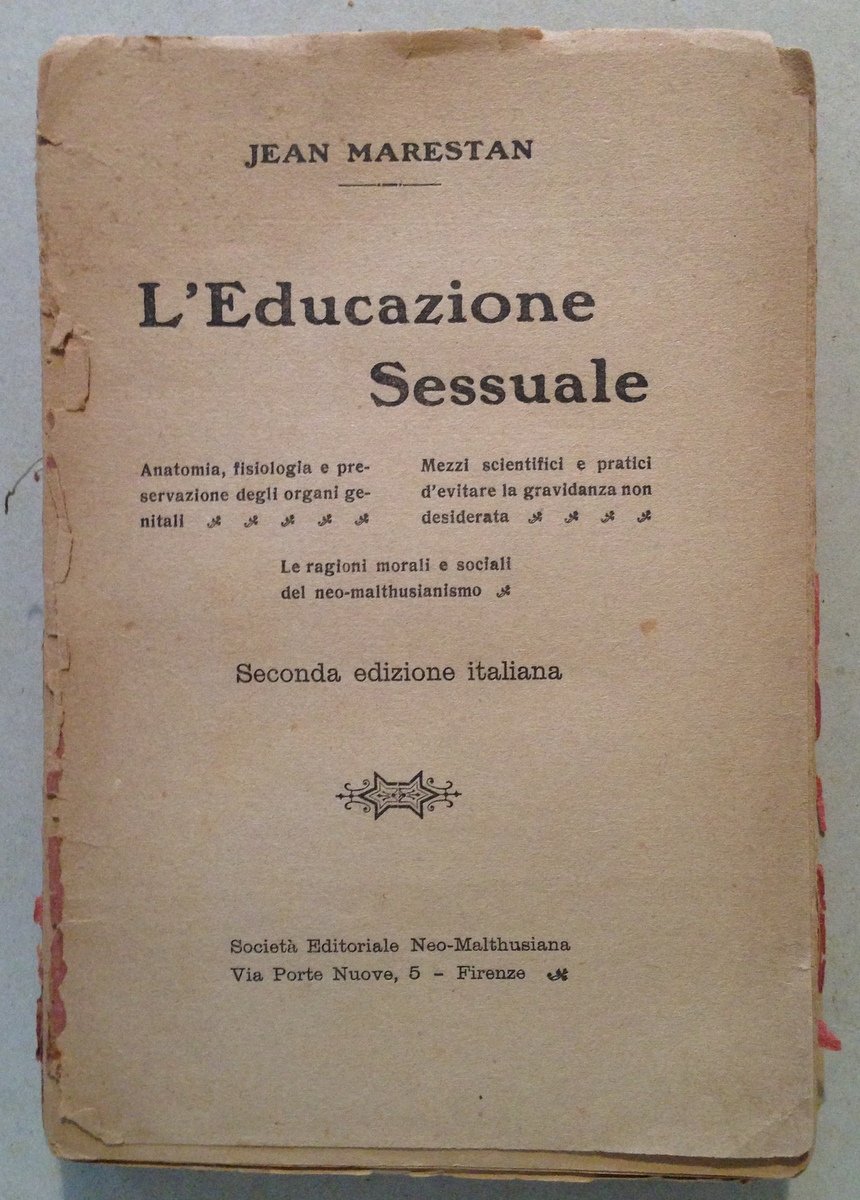 JEAN MARESTAN
L'Educazione
Sessuale
Anatomia, fisiologia e pre-
servazione degli organi ge-
nitali
Mezzi scientifici e pratici
d'evitare la gravidanza non
desiderata
Le ragioni morali e sociali
del neo-malthusianismo
Seconda edizione italiana
Società Editoriale Neo-Malthusiana
Via Porte Nuove, 5 - Firenze